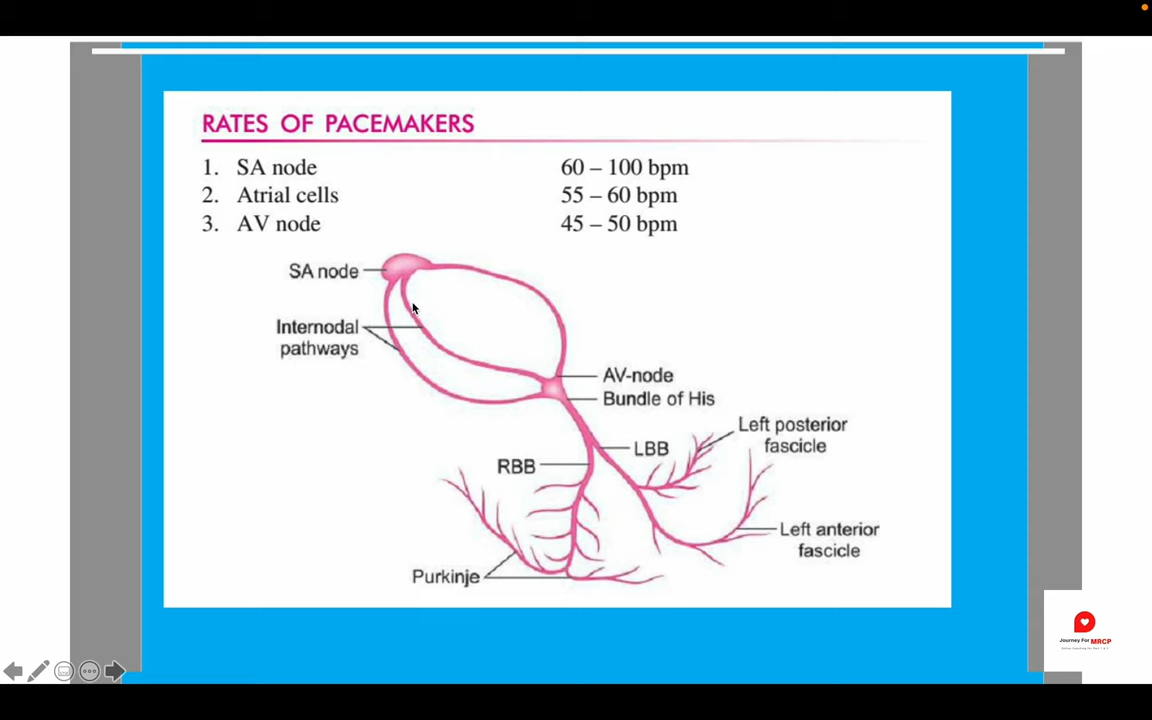 RATES OF PACEMAKERS
1. SA node 60 – 100 bpm
2. Atrial cells 55 – 60 bpm
3. AV node 45 – 50 bpm
SA node
Internodal
pathways
AV-node
Bundle of His
Left posterior
fascicle
LBB
RBB
Left anterior
fascicle
Purkinje
Journey For MRCP